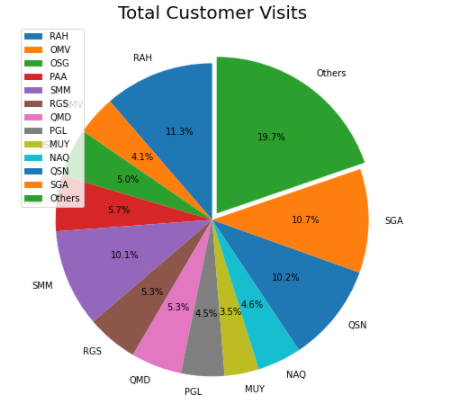 Total Customer Visits
RAH
OMV
OSG
PAA
SMM
RGS
QMD
PGL
MUY
NAQ
QSN
SGA
Others
RAH
Others
11.3%
19.7%
4.1%
5.0%
5.7%
10.7%
SGA
10.1%
10.2%
SMM
5.3%
4.6%
5.3%
4.5%
3.5%
QSN
RGS
QMD
NAQ
PGL
MUY